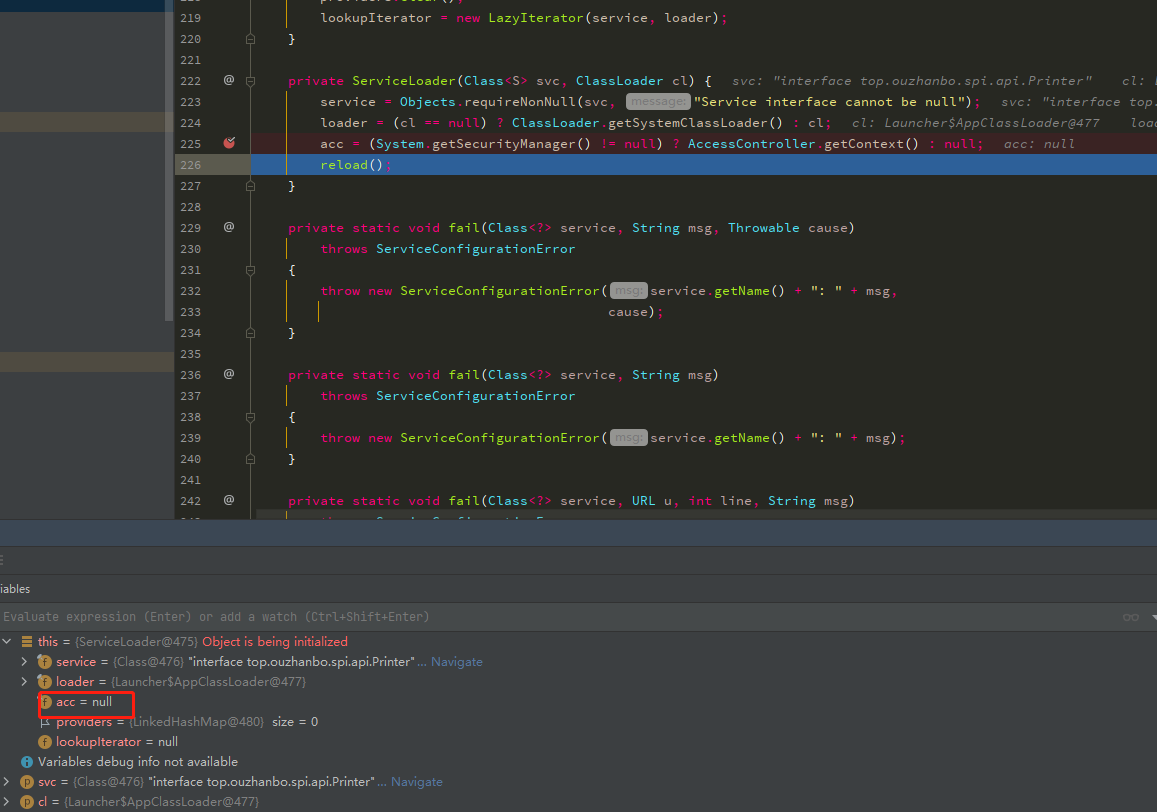 219 lookupIterator = new LazyIterator(service, loader);
220 }
221
222 @ private ServiceLoader(Class<S> svc, ClassLoader cl) { svc: "interface top.ouzhanbo.spi.api.Printer" cl:
223 service = Objects.requireNonNull(svc, message: "Service interface cannot be null"); svc: "interface top.
224 loader = (cl == null) ? ClassLoader.getSystemClassLoader() : cl; cl: Launcher$AppClassLoader@477 load
225 acc = (System.getSecurityManager() != null) ? AccessController.getContext() : null; acc: null
226 reload();
227 }
228
229 @ private static void fail(Class<?> service, String msg, Throwable cause)
230 throws ServiceConfigurationError
231 {
232 throw new ServiceConfigurationError( msg: service.getName() + ": " + msg,
233 cause);
234 }
235
236 @ private static void fail(Class<?> service, String msg)
237 throws ServiceConfigurationError
238 {
239 throw new ServiceConfigurationError( msg: service.getName() + ": " + msg);
240 }
241
242 @ private static void fail(Class<?> service, URL u, int line, String msg)
iables
Evaluate expression (Enter) or add a watch (Ctrl+Shift+Enter)
this = {ServiceLoader@475} Object is being initialized
f service = {Class@476} "interface top.ouzhanbo.spi.api.Printer" ... Navigate
f loader = {Launcher$AppClassLoader@477}
f acc = null
providers = {LinkedHashMap@480} size = 0
f lookupIterator = null
i Variables debug info not available
p svc = {Class@476} "interface top.ouzhanbo.spi.api.Printer" ... Navigate
p cl = {Launcher$AppClassLoader@477}